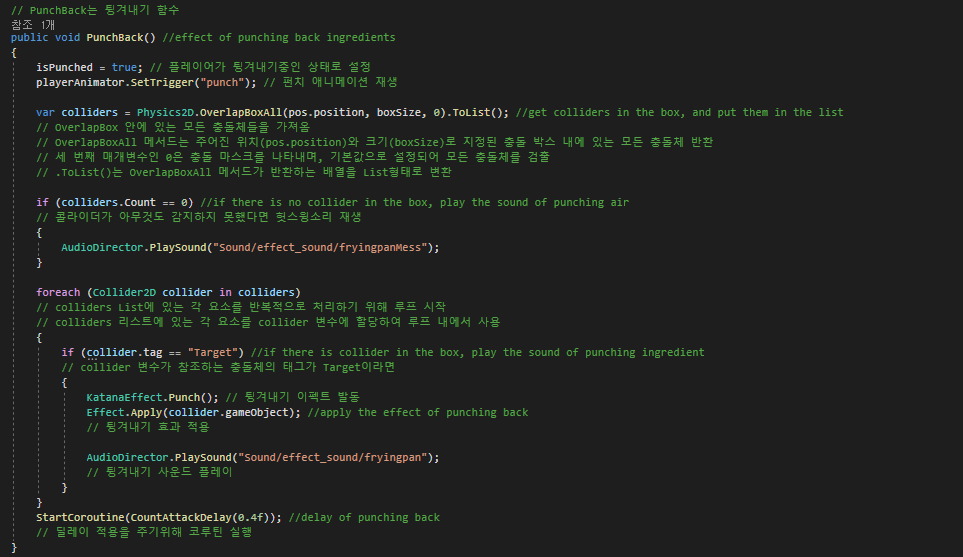 // PunchBack는 튕겨내기 함수
참조 1개
public void PunchBack() //effect of punching back ingredients
{
isPunched = true; // 플레이어가 튕겨내기중인 상태로 설정
playerAnimator.SetTrigger("punch"); // 펀치 애니메이션 재생
var colliders = Physics2D.OverlapBoxAll(pos.position, boxSize, 0).ToList(); //get colliders in the box, and put them in the list
// OverlapBox 안에 있는 모든 충돌체들을 가져옴
// OverlapBoxAll 메서드는 주어진 위치(pos.position)와 크기(boxSize)로 지정된 충돌 박스 내에 있는 모든 충돌체 반환
// 세 번째 매개변수인 0은 충돌 마스크를 나타내며, 기본값으로 설정되어 모든 충돌체를 검출
// .ToList()는 OverlapBoxAll 메서드가 반환하는 배열을 List형태로 변환
if (colliders.Count == 0) //if there is no collider in the box, play the sound of punching air
// 콜라이더가 아무것도 감지하지 못했다면 헛스윙소리 재생
{
AudioDirector.PlaySound("Sound/effect_sound/fryingpanMess");
}
foreach (Collider2D collider in colliders)
// colliders List에 있는 각 요소를 반복적으로 처리하기 위해 루프 시작
// colliders 리스트에 있는 각 요소를 collider 변수에 할당하여 루프 내에서 사용
{
if (collider.tag == "Target") //if there is collider in the box, play the sound of punching ingredient
// collider 변수가 참조하는 충돌체의 태그가 Target이라면
{
KatanaEffect.Punch(); // 튕겨내기 이펙트 발동
Effect.Apply(collider.gameObject); //apply the effect of punching back
// 튕겨내기 효과 적용
AudioDirector.PlaySound("Sound/effect_sound/fryingpan");
// 튕겨내기 사운드 플레이
}
}
StartCoroutine(CountAttackDelay(0.4f)); //delay of punching back
// 딜레이 적용을 주기위해 코루틴 실행
}